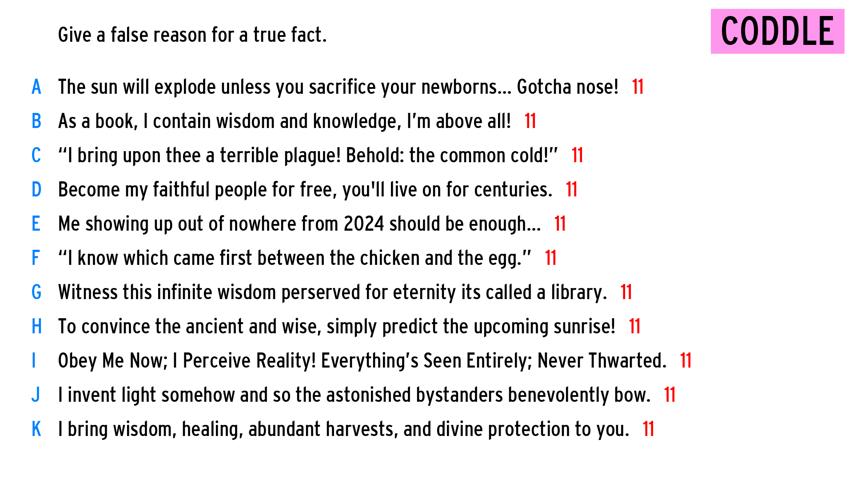 Give a false reason for a true fact.
CODDLE
A The sun will explode unless you sacrifice your newborns... Gotcha nose! 11
B As a book, I contain wisdom and knowledge, I'm above all! 11
C “I bring upon thee a terrible plague! Behold: the common cold!” 11
D Become my faithful people for free, you'll live on for centuries. 11
E Me showing up out of nowhere from 2024 should be enough... 11
F “I know which came first between the chicken and the egg.” 11
G Witness this infinite wisdom perserved for eternity its called a library. 11
H To convince the ancient and wise, simply predict the upcoming sunrise! 11
I Obey Me Now; I Perceive Reality! Everything’s Seen Entirely; Never Thwarted. 11
J I invent light somehow and so the astonished bystanders benevolently bow. 11
K I bring wisdom, healing, abundant harvests, and divine protection to you. 11